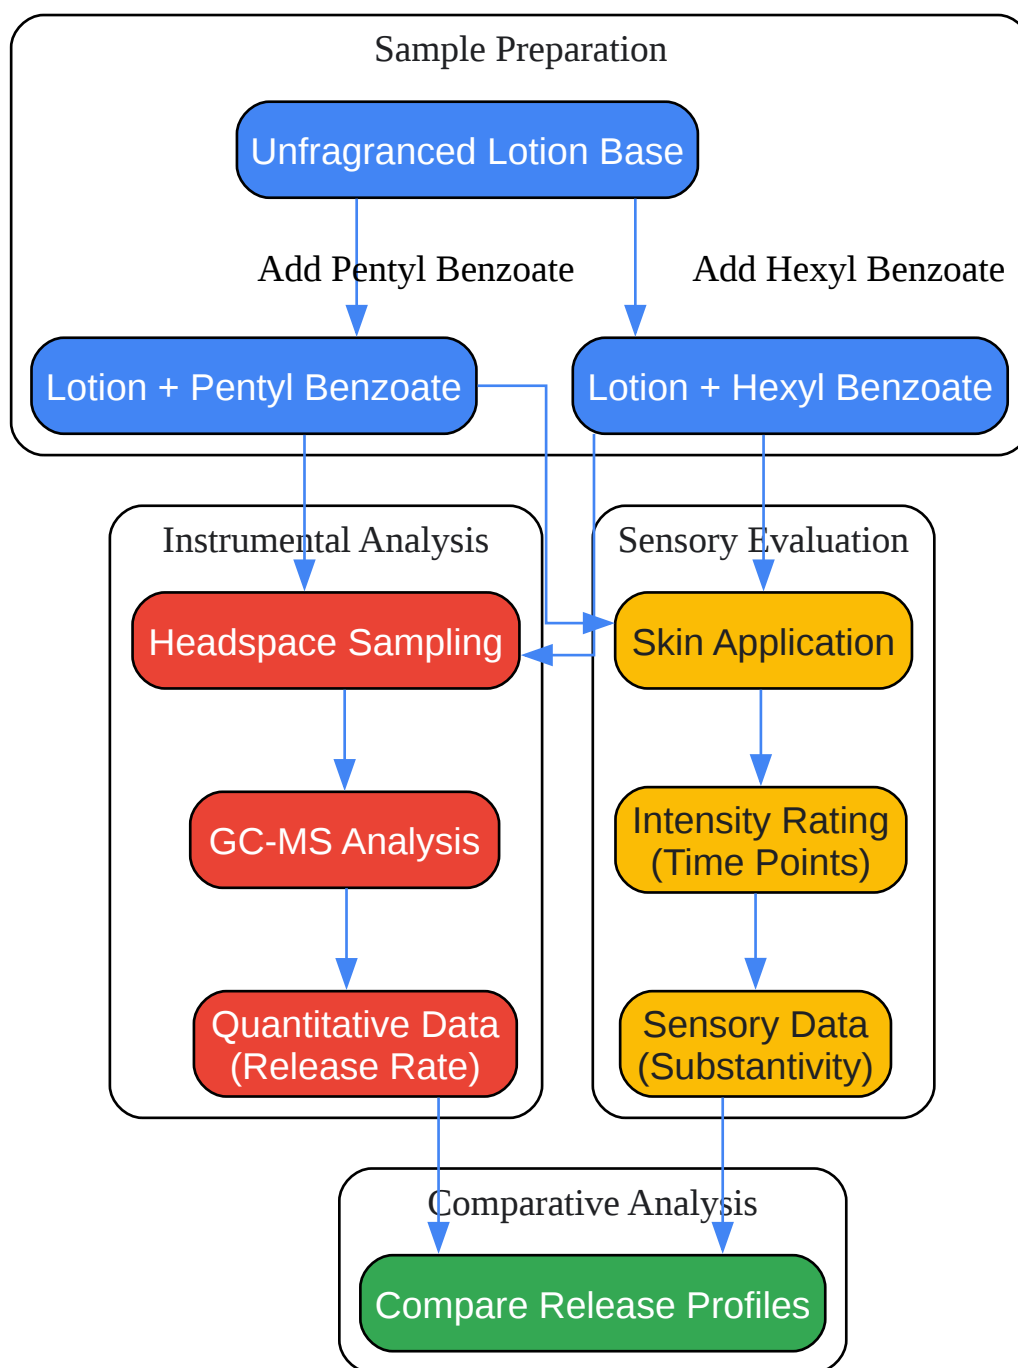 Sample Preparation
Unfragranced Lotion Base
Add Pentyl Benzoate
Add Hexyl Benzoate
Lotion + Pentyl Benzoate
Lotion + Hexyl Benzoate
Instrumental Analysis
Sensory Evaluation
Headspace Sampling
Skin Application
GC-MS Analysis
Intensity Rating
(Time Points)
Quantitative Data
(Release Rate)
Sensory Data
(Substantivity)
Comparative Analysis
Compare Release Profiles